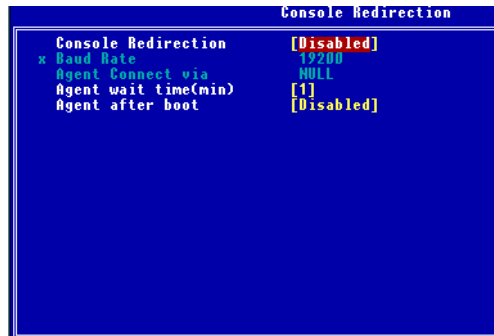 Console Redirection
Console Redirection [Disabled]
x Baud Rate 19200
Agent Connect via NULL
Agent wait time(min) [1]
Agent after boot [Disabled]